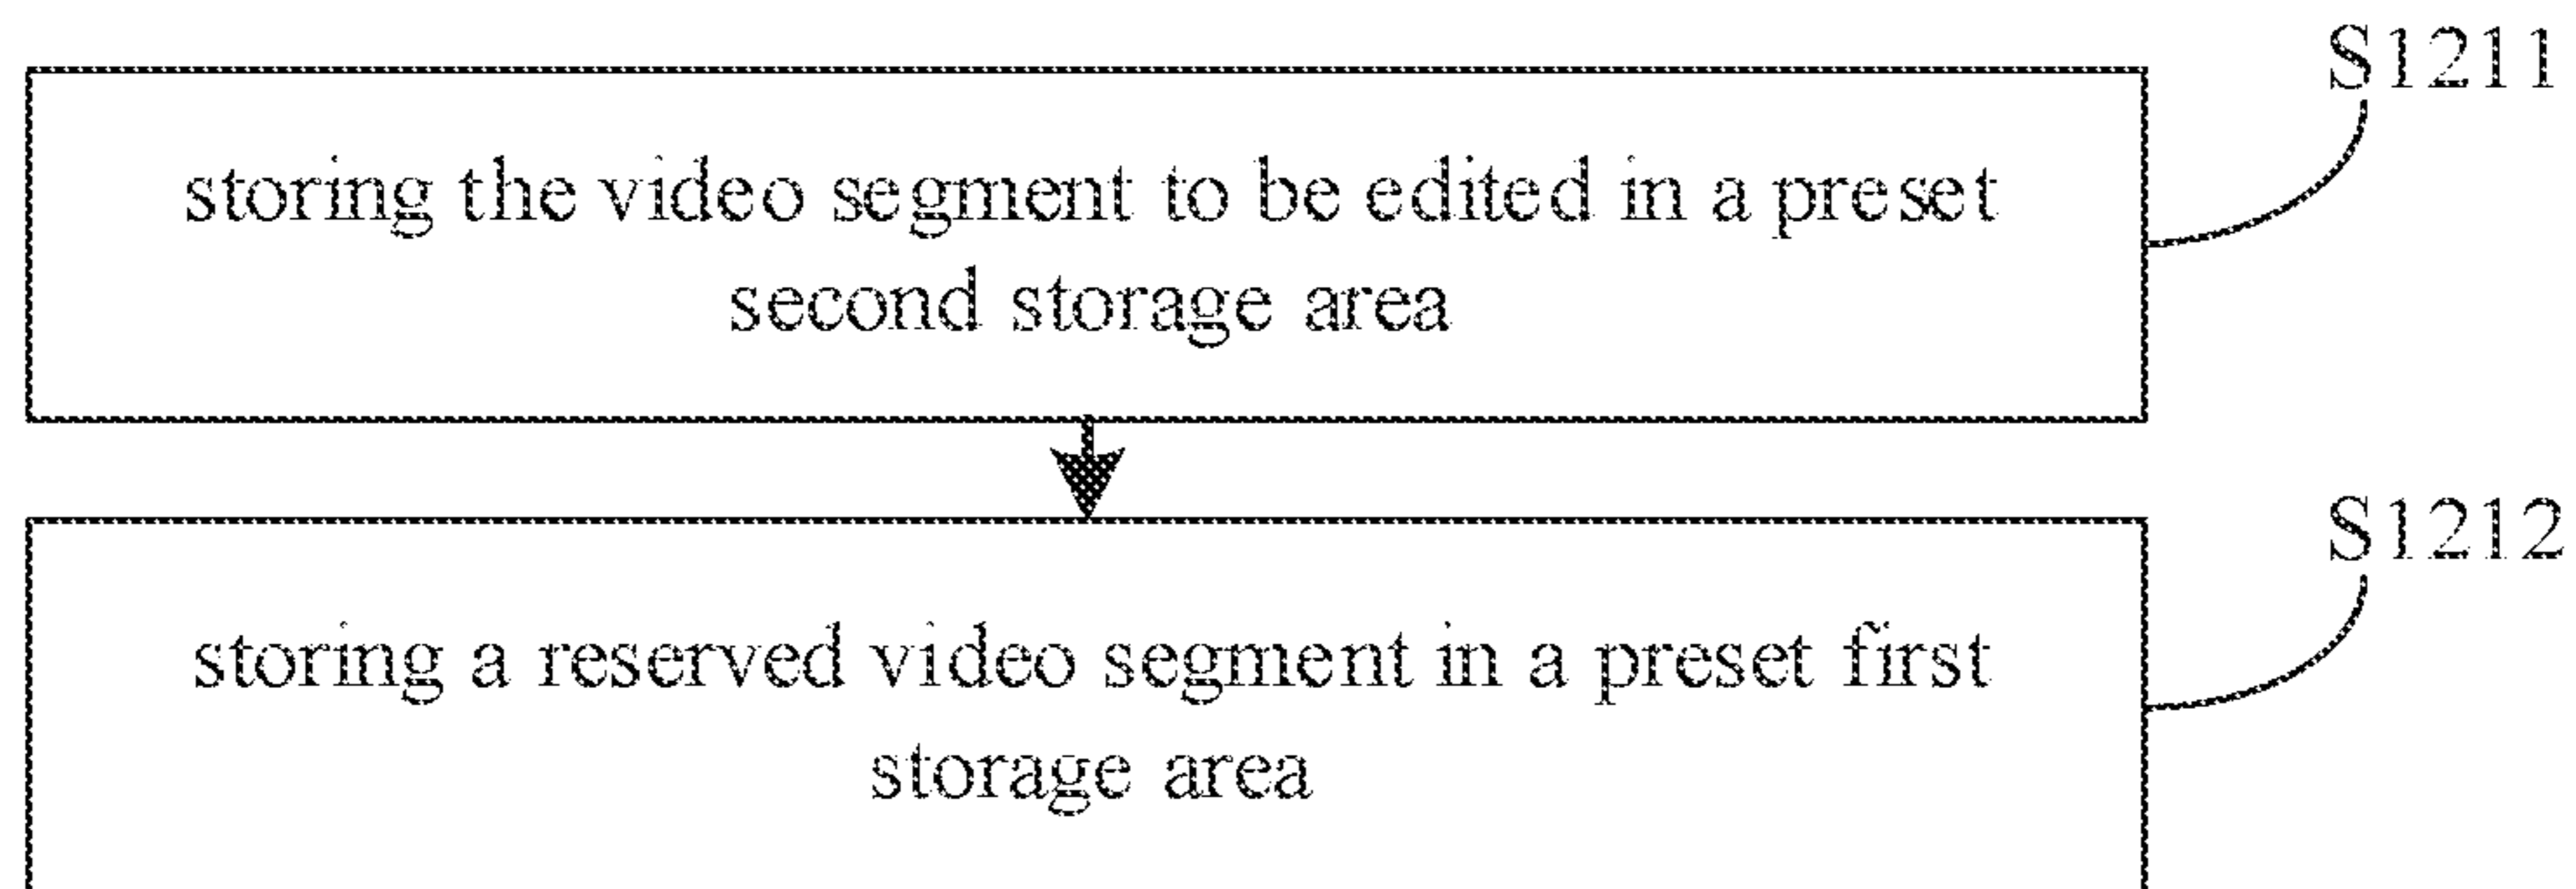 S1211
storing the video segment to be edited in a preset
second storage area
S1212
storing a reserved video segment in a preset first
storage area